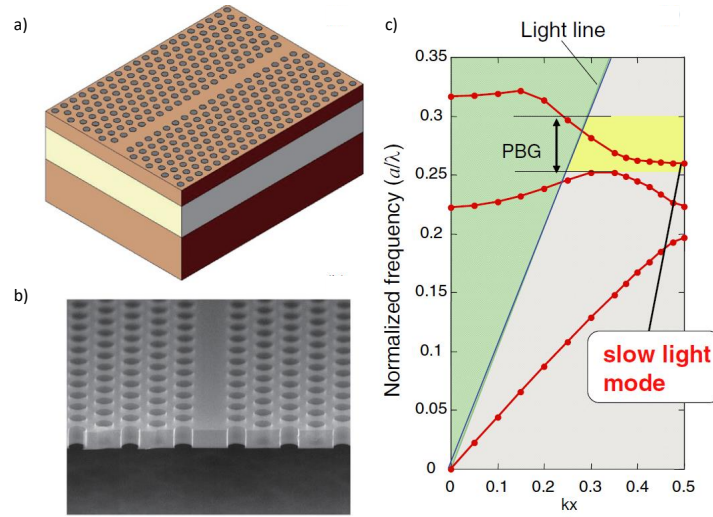 a)
b)
c)
Light line
Normalized frequency (a/λ)
0.35
0.3
0.25
0.2
0.15
0.1
0.05
0
PBG
slow light
mode
0
0.1
0.2
0.3
0.4
0.5
kx